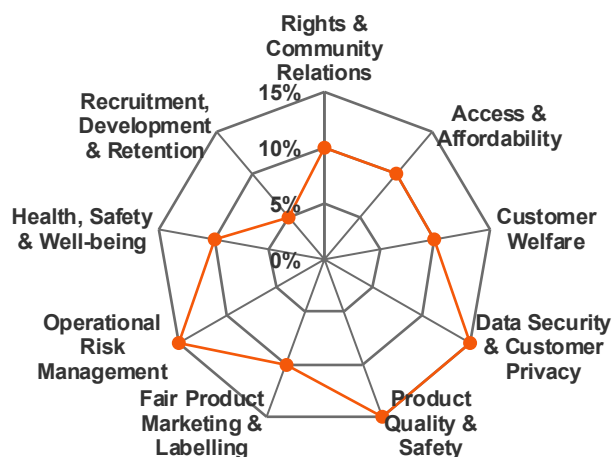 Rights &
Community
Relations
15%
10%
5%
0%
Access &
Affordability
Customer
Welfare
Data Security
& Customer
Privacy
Product
Quality &
Safety
Fair Product
Marketing &
Labelling
Operational
Risk
Management
Health, Safety
& Well-being
Recruitment,
Development
& Retention